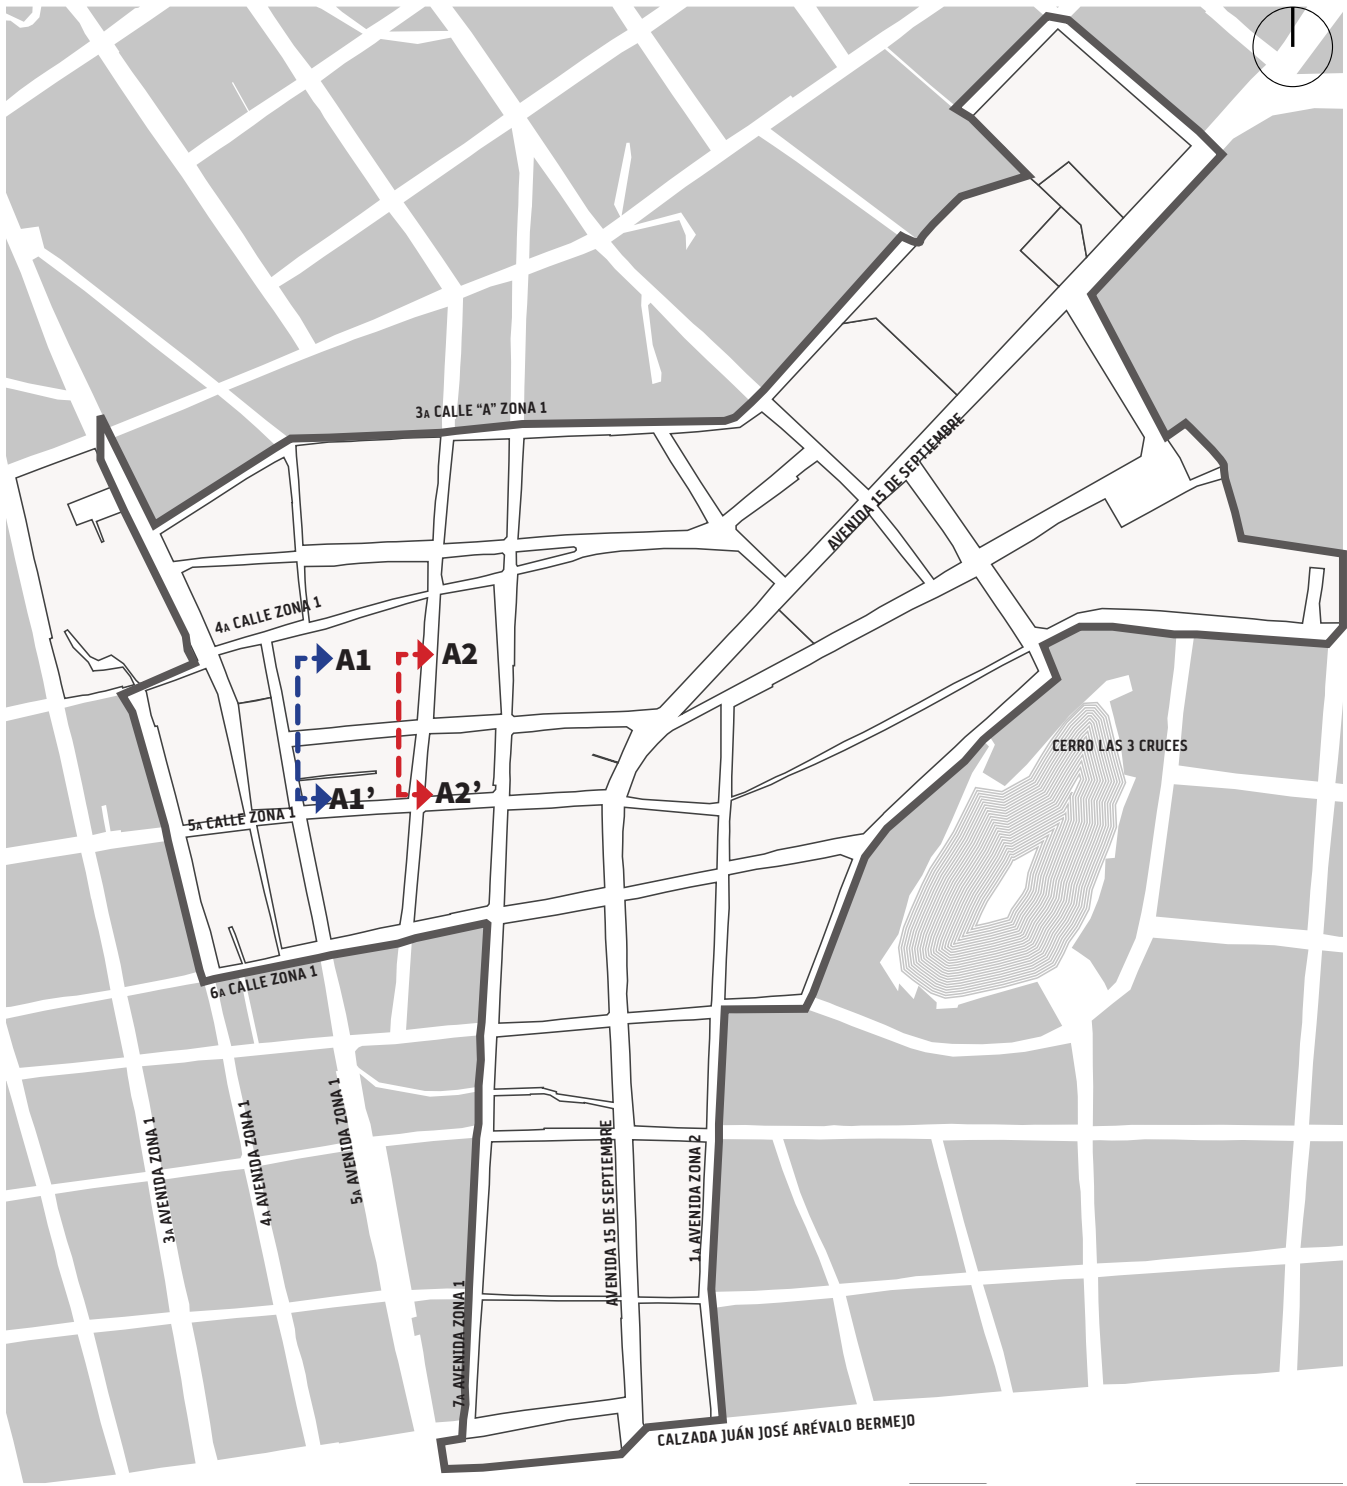 3A CALLE “A” ZONA 1
AVENIDA 15 DE SEPTIEMBRE
4A CALLE ZONA 1
A1
A2
CERRO LAS 3 CRUCES
A1’
A2’
5A CALLE ZONA 1
6A CALLE ZONA 1
3A AVENIDA ZONA 1
4A AVENIDA ZONA 1
5A AVENIDA ZONA 1
AVENIDA 15 DE SEPTIEMBRE
1A AVENIDA ZONA 2
7A AVENIDA ZONA 1
CALZADA JUÁN JOSÉ ARÉVALO BERMEJO